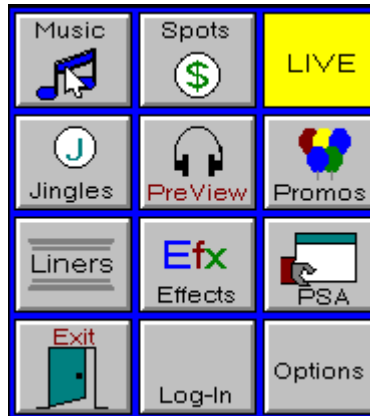 Music
Spots
$
LIVE
J
Jingles
PreView
Promos
Liners
Efx
Effects
PSA
Exit
Log-In
Options